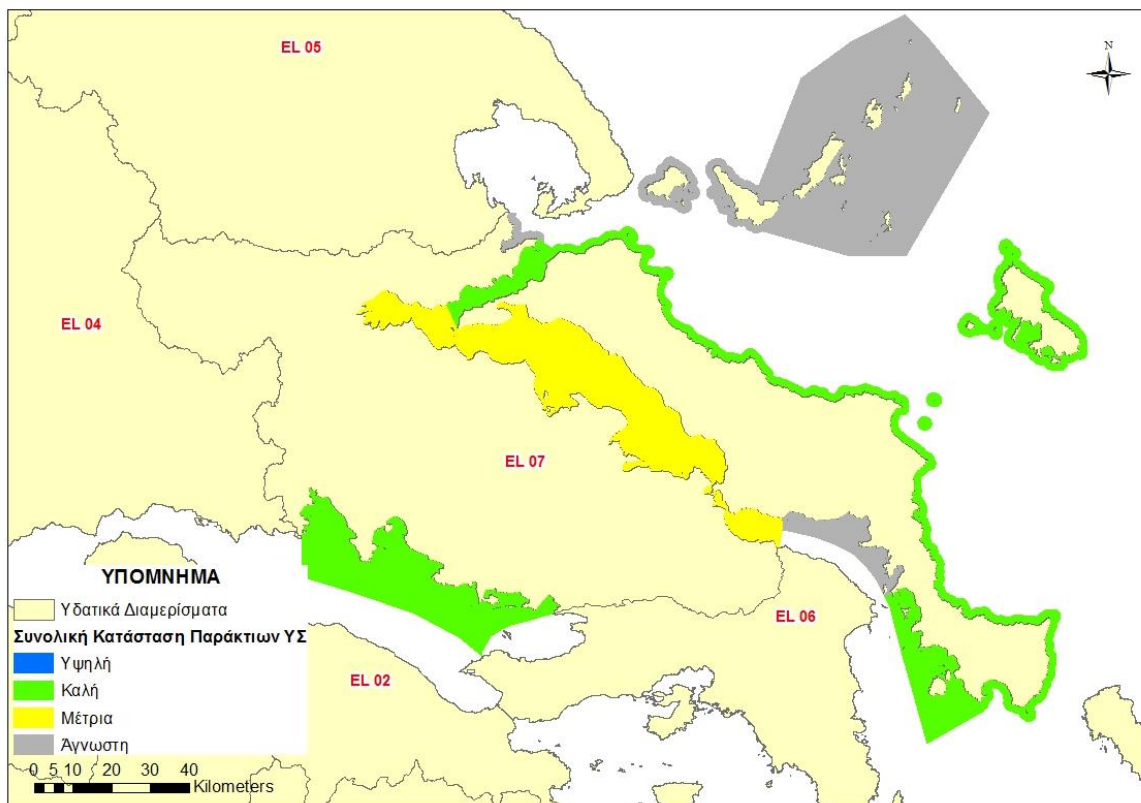 EL 05
N
EL 04
EL 07
EL 06
EL 02
ΥΠΟΜΝΗΜΑ
Υδατικά Διαμερίσματα
Συνολική Κατάσταση Παράκτιων ΥΣ
Υψηλή
Καλή
Μέτρια
Άγνωστη
0 5 10 20 30 40
Kilometers